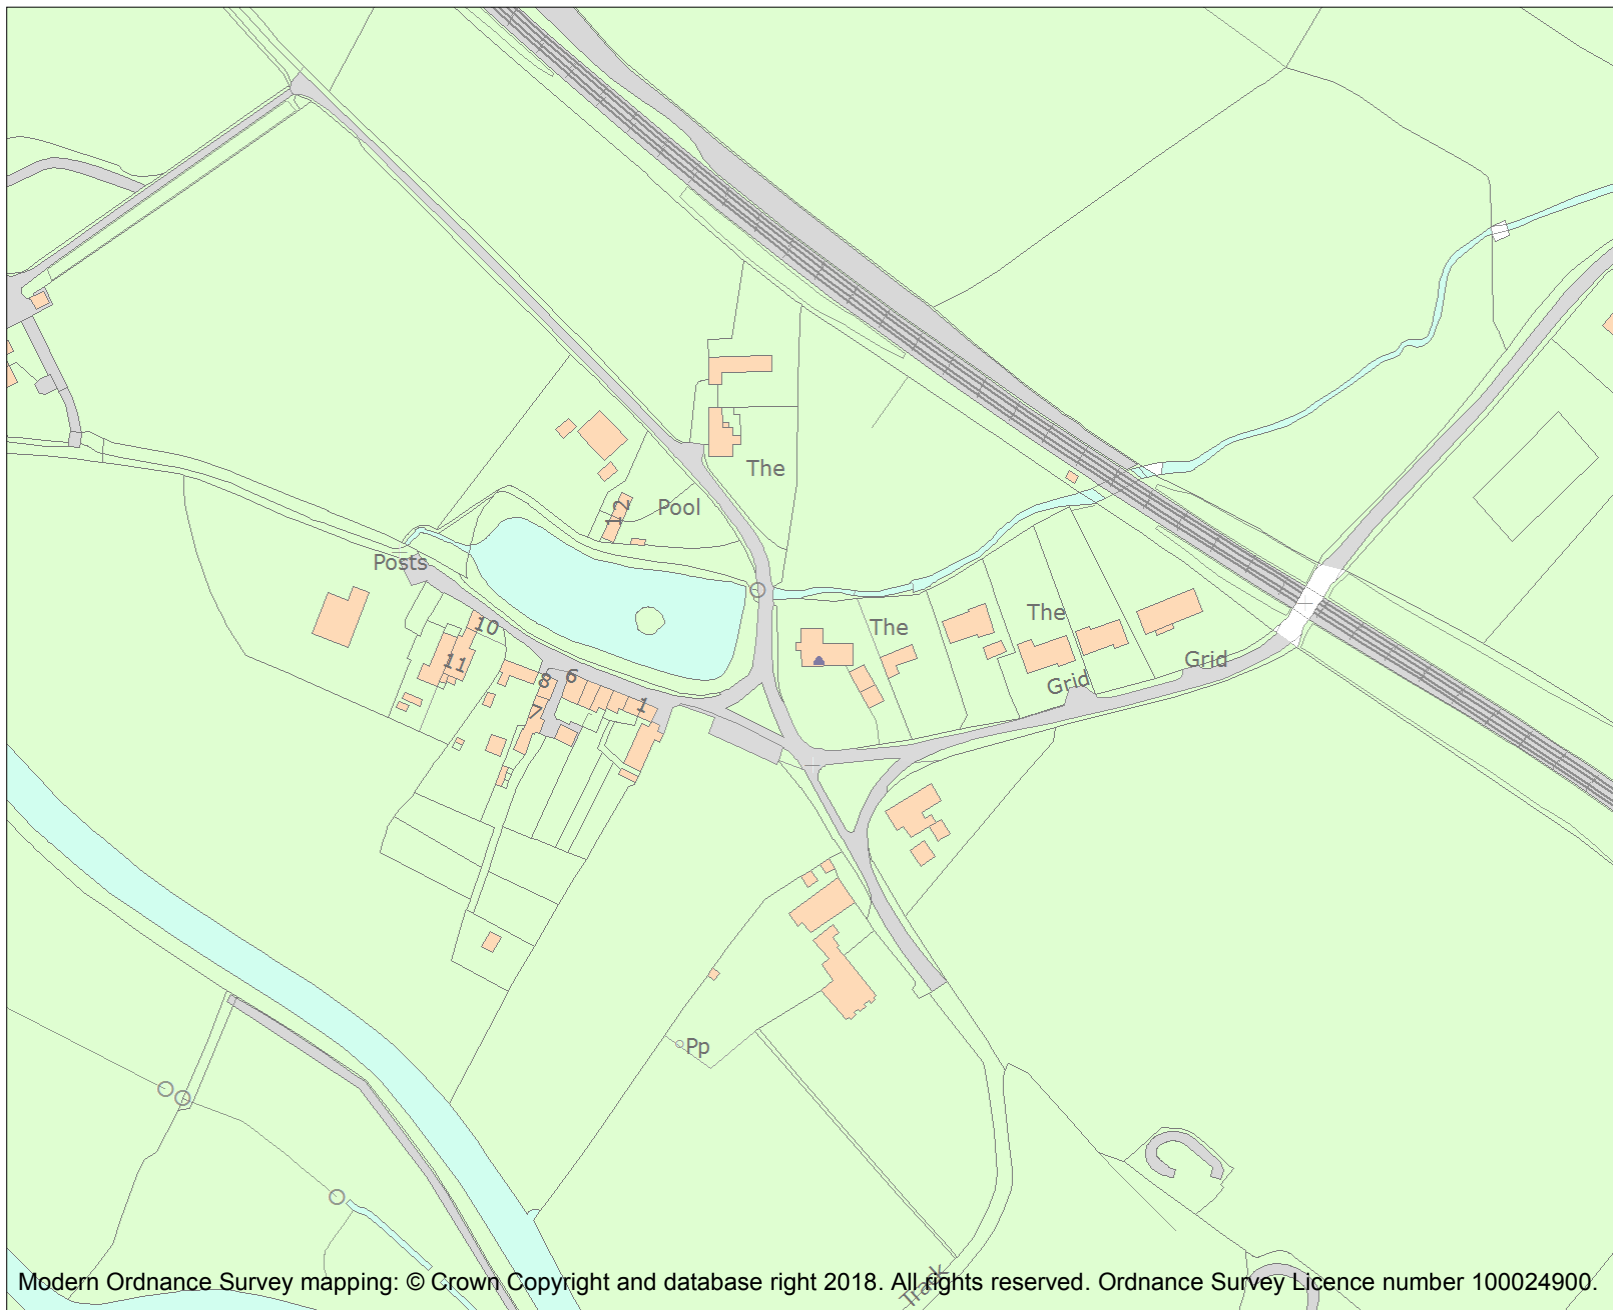 The
12
Pool
Posts
10
The
The
11
Grid
8
6
Grid
7
1
Pp
Track
Modern Ordnance Survey mapping: © Crown Copyright and database right 2018. All rights reserved. Ordnance Survey Licence number 100024900.